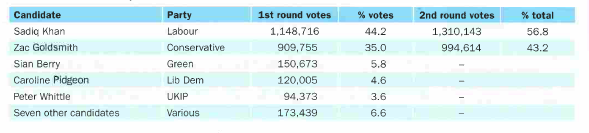 Candidate Party 1st round votes % votes 2nd round votes % total
Sadiq Khan Labour 1,148,716 44.2 1,310,143 56.8
Zac Goldsmith Conservative 909,755 35.0 994,614 43.2
Sian Berry Green 150,673 5.8 –
Caroline Pidgeon Lib Dem 120,005 4.6 –
Peter Whittle UKIP 94,373 3.6 –
Seven other candidates Various 173,439 6.6 –